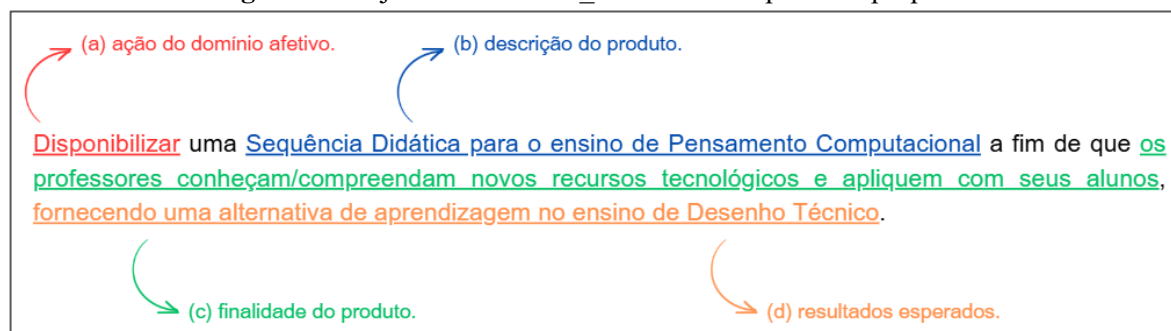 (a) ação do domínio afetivo. (b) descrição do produto.
Disponibilizar uma Sequência Didática para o ensino de Pensamento Computacional a fim de que os
professores conheçam/compreendam novos recursos tecnológicos e apliquem com seus alunos,
fornecendo uma alternativa de aprendizagem no ensino de Desenho Técnico.
(c) finalidade do produto. (d) resultados esperados.